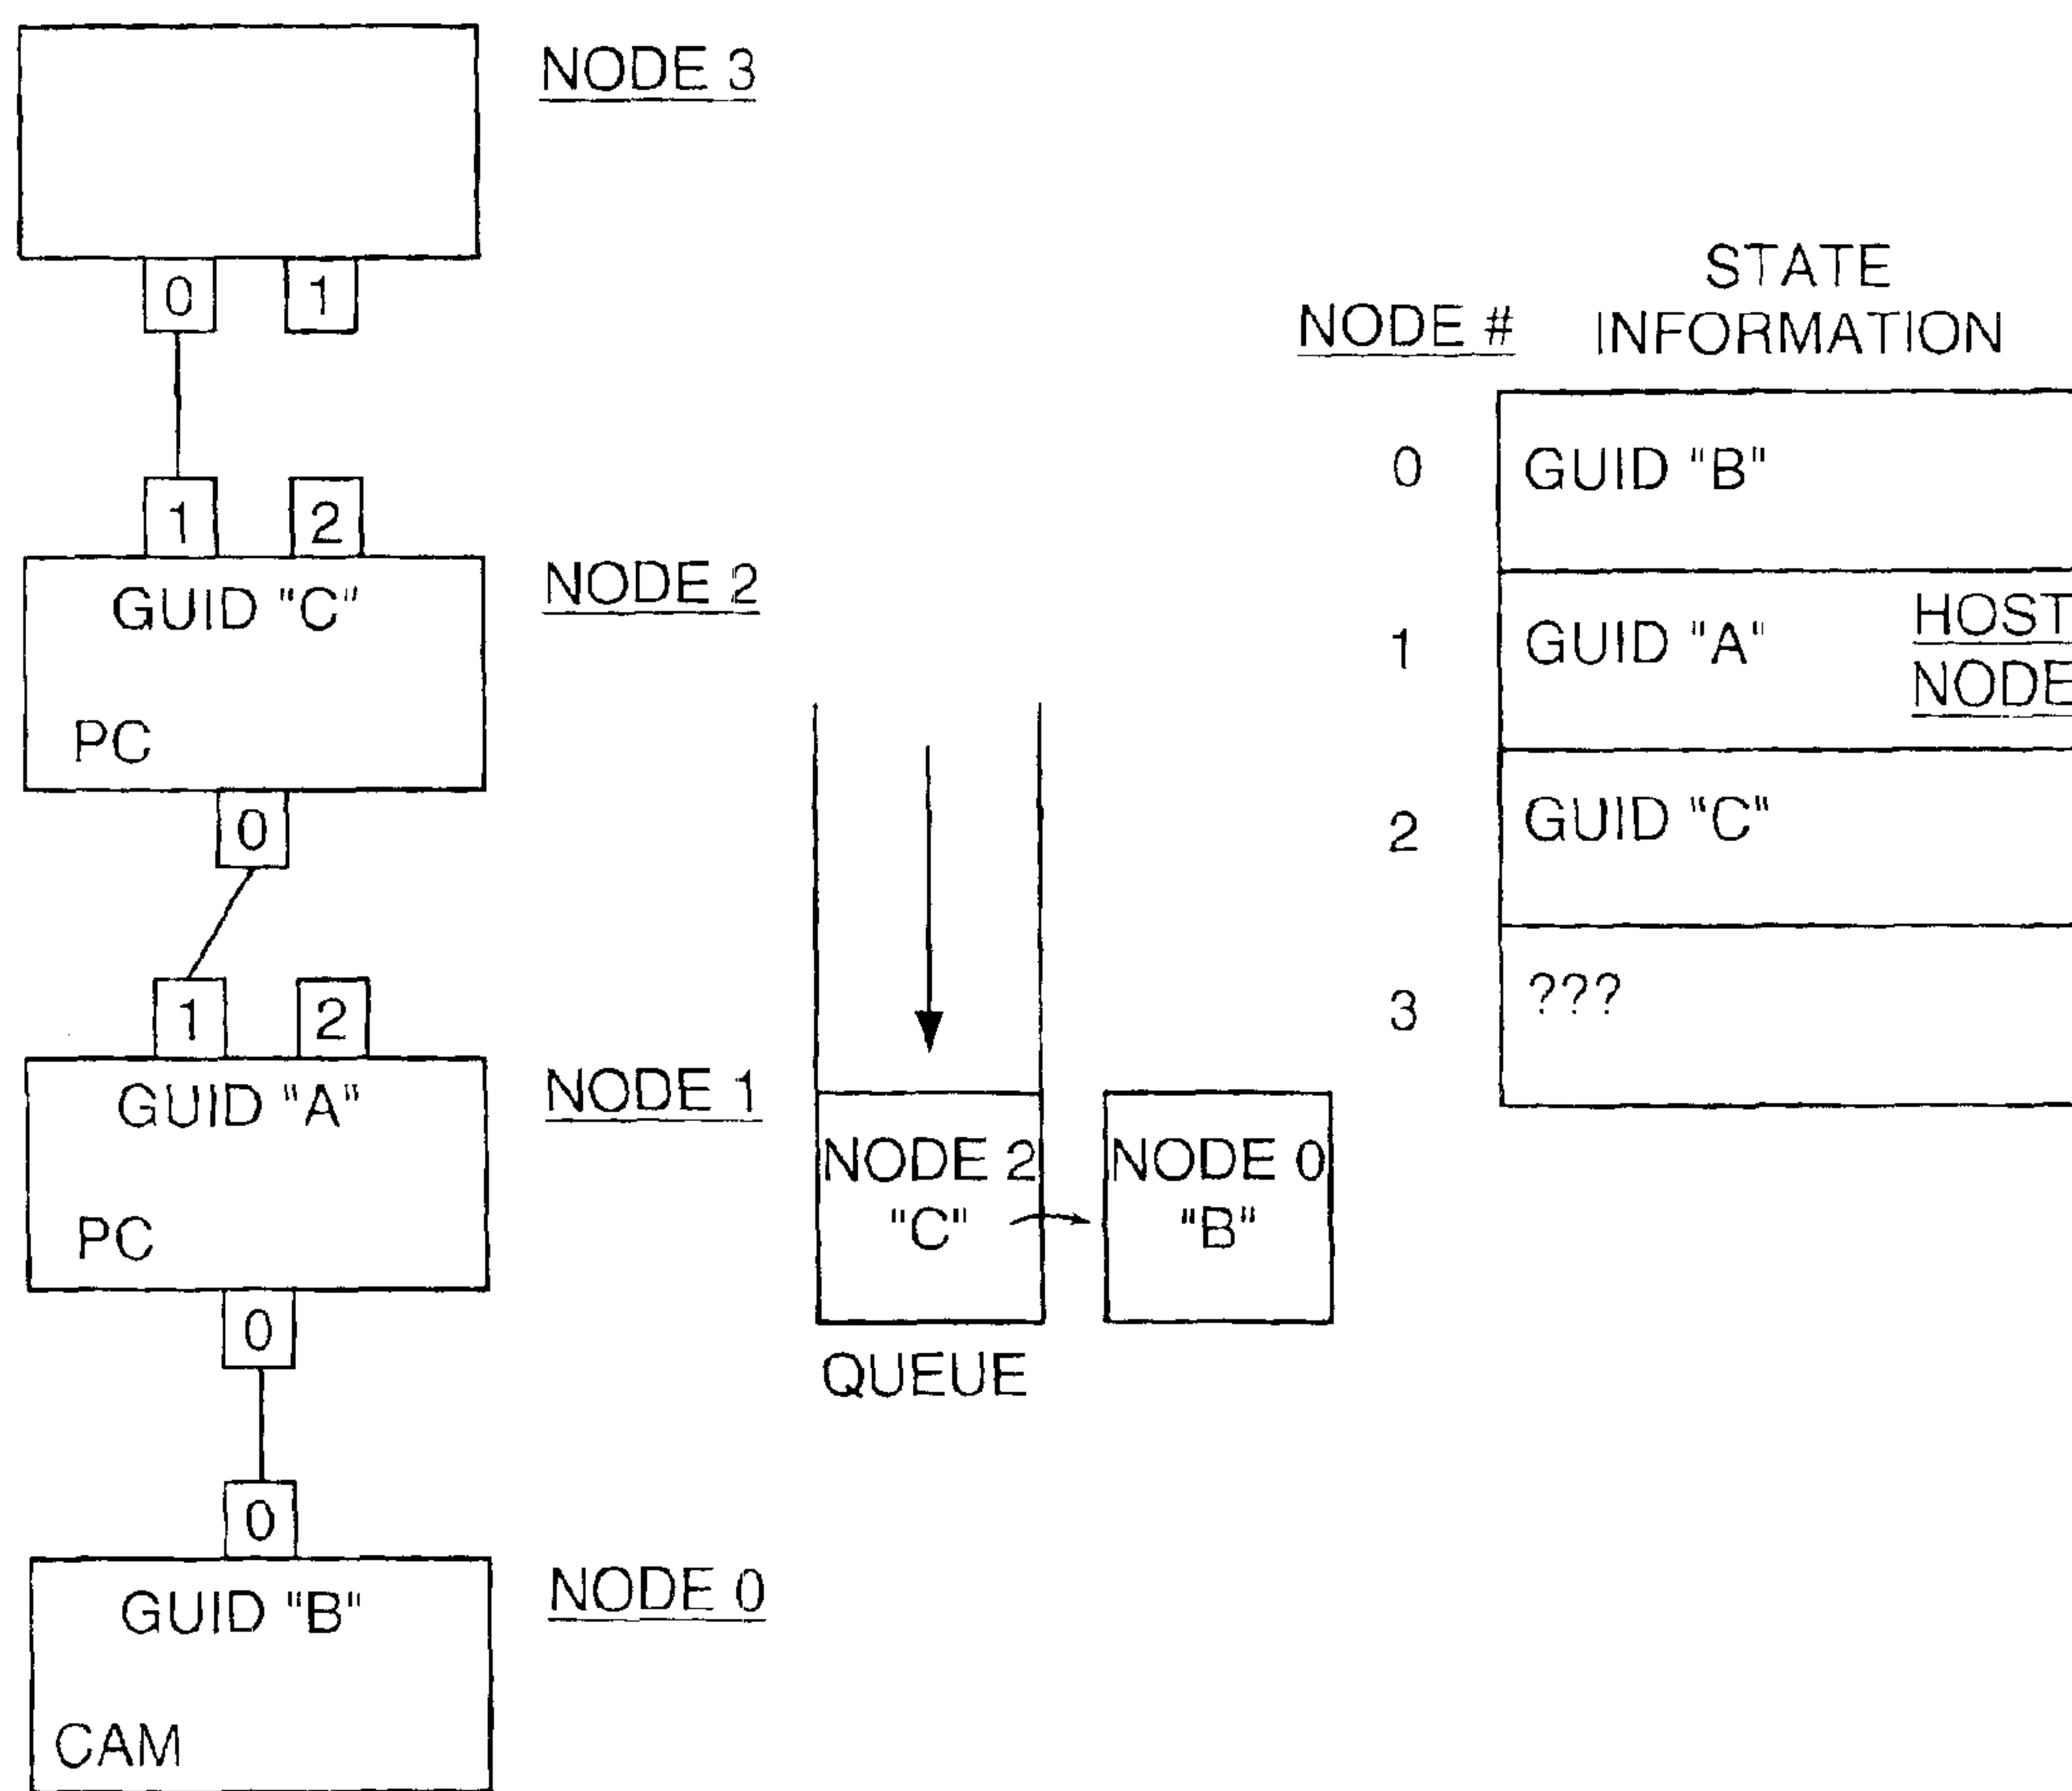 NODE 3
0
1
1
2
GUID "C"
PC
NODE 2
0
1
2
GUID "A"
PC
NODE 1
0
0
GUID "B"
CAM
NODE 0
NODE 2
"C"
NODE 0
"B"
QUEUE
NODE #
STATE
INFORMATION
0
GUID "B"
1
GUID "A"
HOST
NODE
2
GUID "C"
3
???